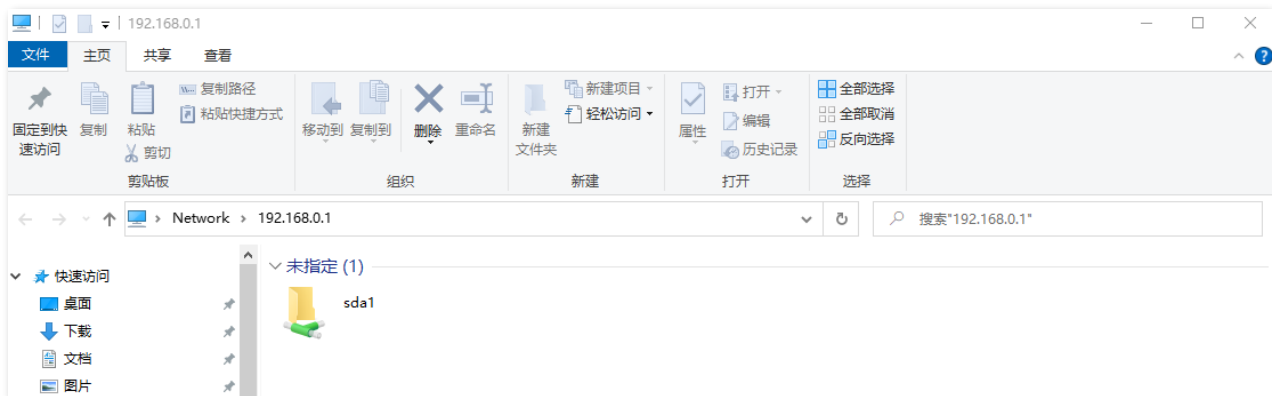 192.168.0.1
文件 主页 共享 查看
固定到快速访问
复制
粘贴
复制路径
粘贴快捷方式
剪切
剪贴板
移动到 复制到 删除 重命名
组织
新建文件夹
新建项目
轻松访问
新建
属性
打开
编辑
历史记录
打开
全部选择
全部取消
反向选择
选择
Network 192.168.0.1
搜索"192.168.0.1"
快速访问
桌面
下载
文档
图片
未指定 (1)
sda1